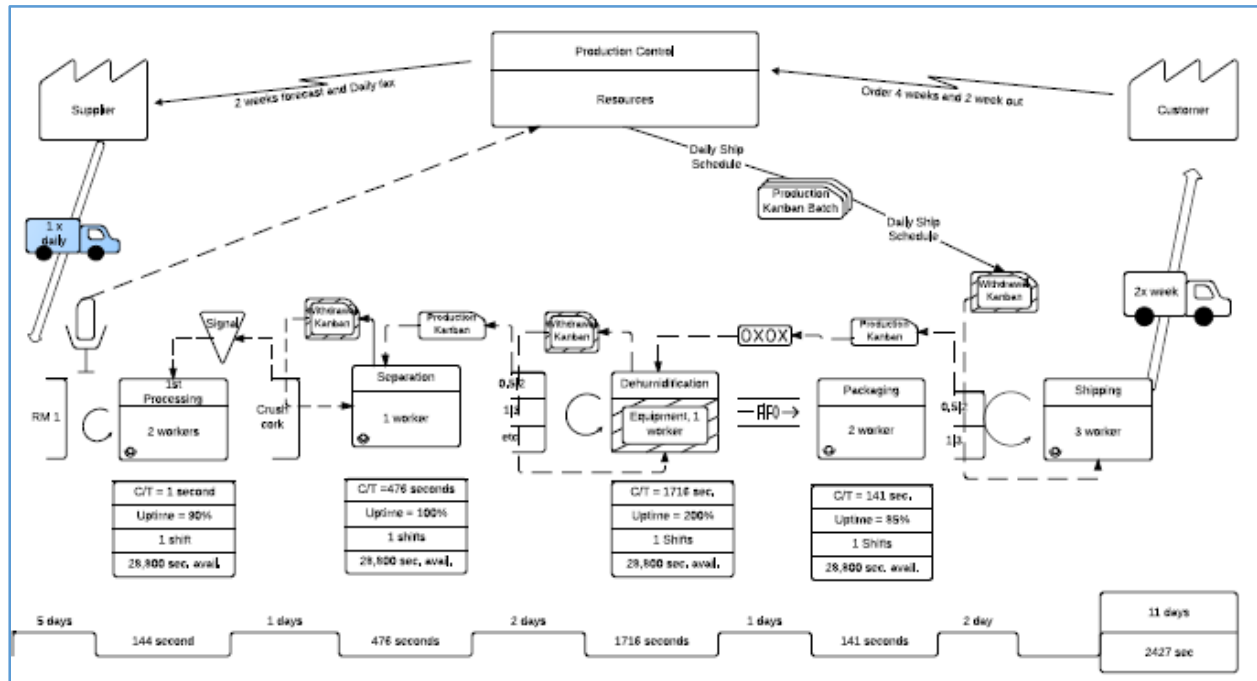 Production Control
Resources
Supplier
2 weeks forecast and Daily fax
Order 4 weeks and 2 week out
Customer
Daily Ship
Schedule
Production
Kanban Batch
Daily Ship
Schedule
1 x
daily
2x week
Signal
Withdrawal
Kanban
Production
Kanban
Withdrawal
Kanban
OXOX
Production
Kanban
Withdrawal
Kanban
RM 1
1st
Processing
2 workers
Crush
cork
Separation
1 worker
0,5|2
1|3
etc
Dehumidification
Equipment, 1
worker
FIFO
Packaging
2 worker
0,5|2
1|3
Shipping
3 worker
C/T = 1 second
Uptime = 90%
1 shift
28,800 sec. avail.
C/T =476 seconds
Uptime = 100%
1 shifts
28,800 sec. avail.
C/T = 1716 sec.
Uptime = 200%
1 Shifts
28,800 sec. avail.
C/T = 141 sec.
Uptime = 85%
1 Shifts
28,800 sec. avail.
5 days
144 second
1 days
476 seconds
2 days
1716 seconds
1 days
141 seconds
2 day
11 days
2427 sec